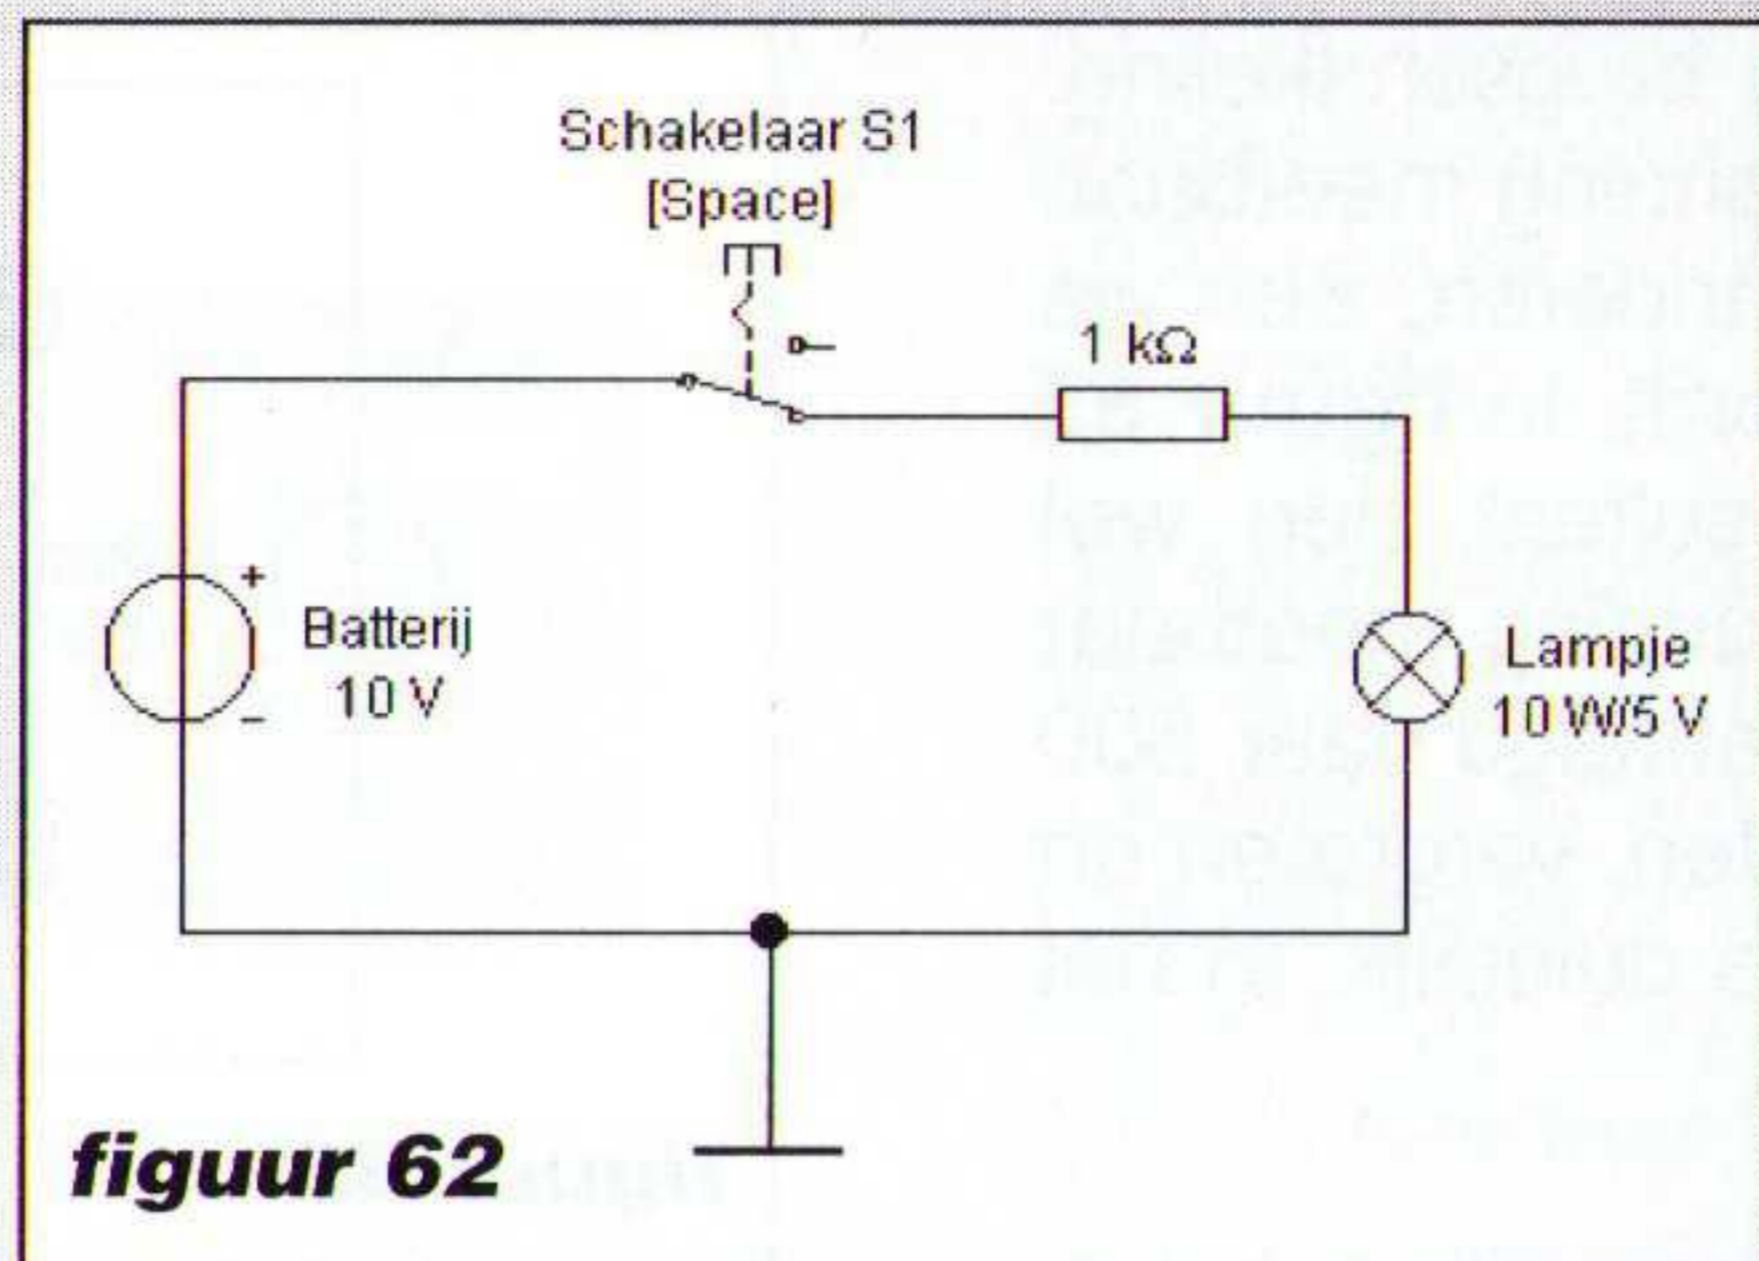 Schakelaar S1
[Space]
1 kΩ
+
Batterij
10 V
−
Lampje
10 W/5 V
figuur 62